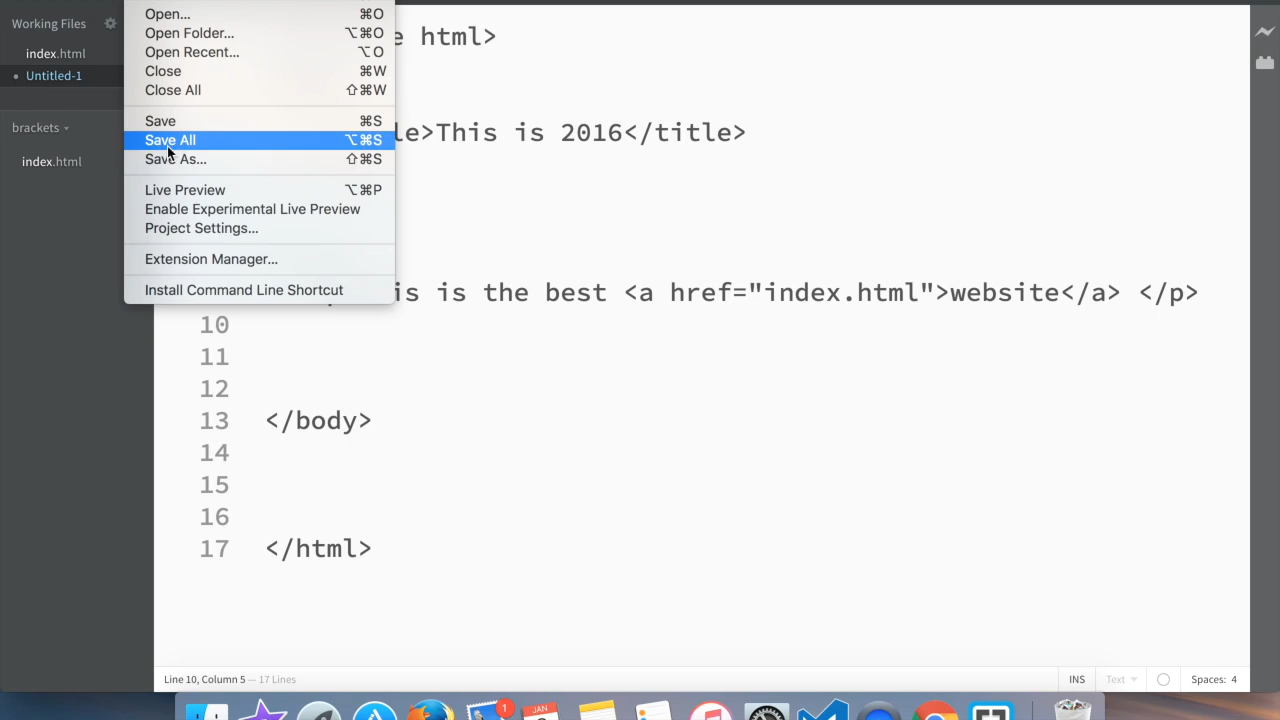 Working Files
index.html
Untitled-1
brackets
index.html
Open... ⌘O
Open Folder... ⌥⌘O
Open Recent... ⌥O
Close ⌘W
Close All ⇧⌘W
Save ⌘S
Save All ⌥⌘S
Save As... ⇧⌘S
Live Preview ⌥⌘P
Enable Experimental Live Preview
Project Settings...
Extension Manager...
Install Command Line Shortcut
html>
>This is 2016</title>
is the best <a href="index.html">website</a> </p>
10
11
12
13 </body>
14
15
16
17 </html>
Line 10, Column 5 — 17 Lines
INS
Text
Spaces: 4
1
JAN